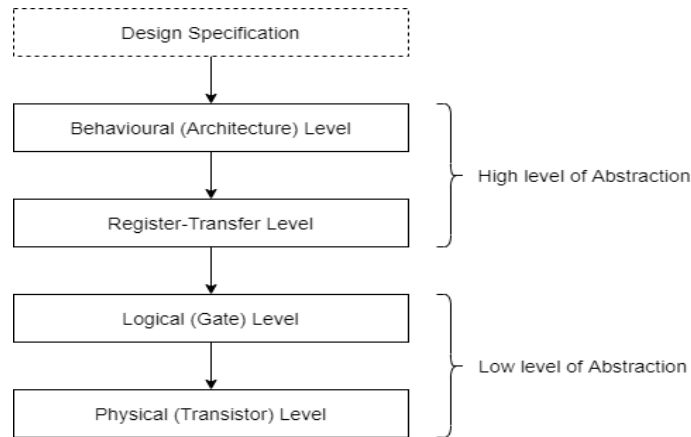 Design Specification
Behavioural (Architecture) Level
High level of Abstraction
Register-Transfer Level
Logical (Gate) Level
Low level of Abstraction
Physical (Transistor) Level